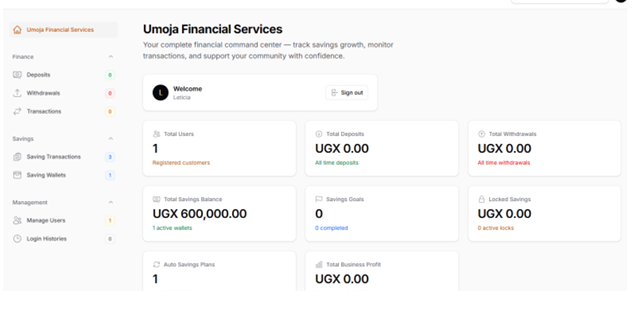 Umoja Financial Services
Finance
Deposits 0
Withdrawals 0
Transactions 0
Savings
Saving Transactions 3
Saving Wallets 1
Management
Manage Users 1
Login Histories 0
Umoja Financial Services
Your complete financial command center — track savings growth, monitor
transactions, and support your community with confidence.
L
Welcome
Leticia
Sign out
Total Users
1
Registered customers
Total Deposits
UGX 0.00
All time deposits
Total Withdrawals
UGX 0.00
All time withdrawals
Total Savings Balance
UGX 600,000.00
1 active wallets
Savings Goals
0
0 completed
Locked Savings
UGX 0.00
0 active locks
Auto Savings Plans
1
Total Business Profit
UGX 0.00